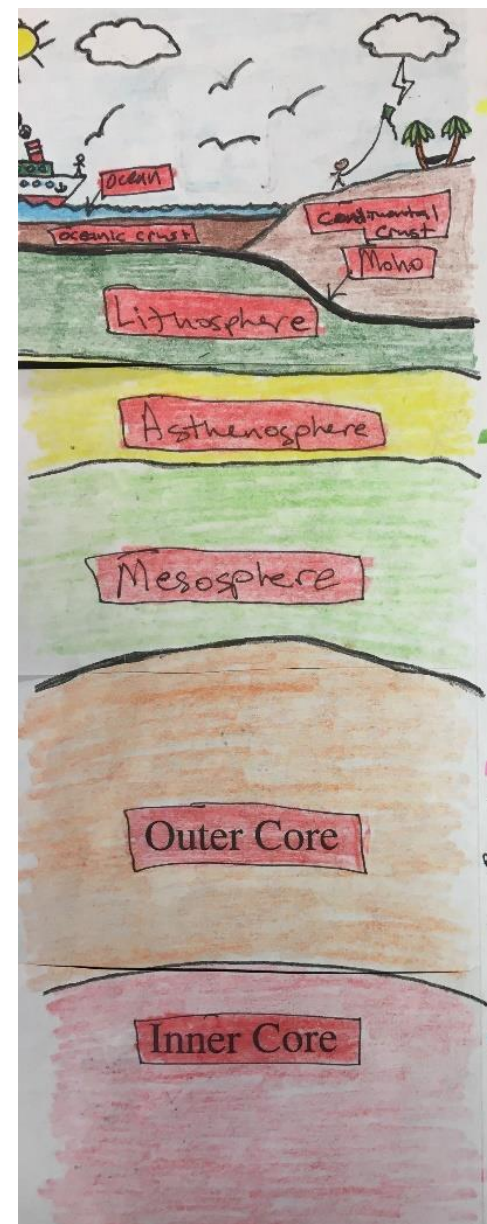 ocean
oceanic crust
Continental
crust
Moho
Lithosphere
Asthenosphere
Mesosphere
Outer Core
Inner Core